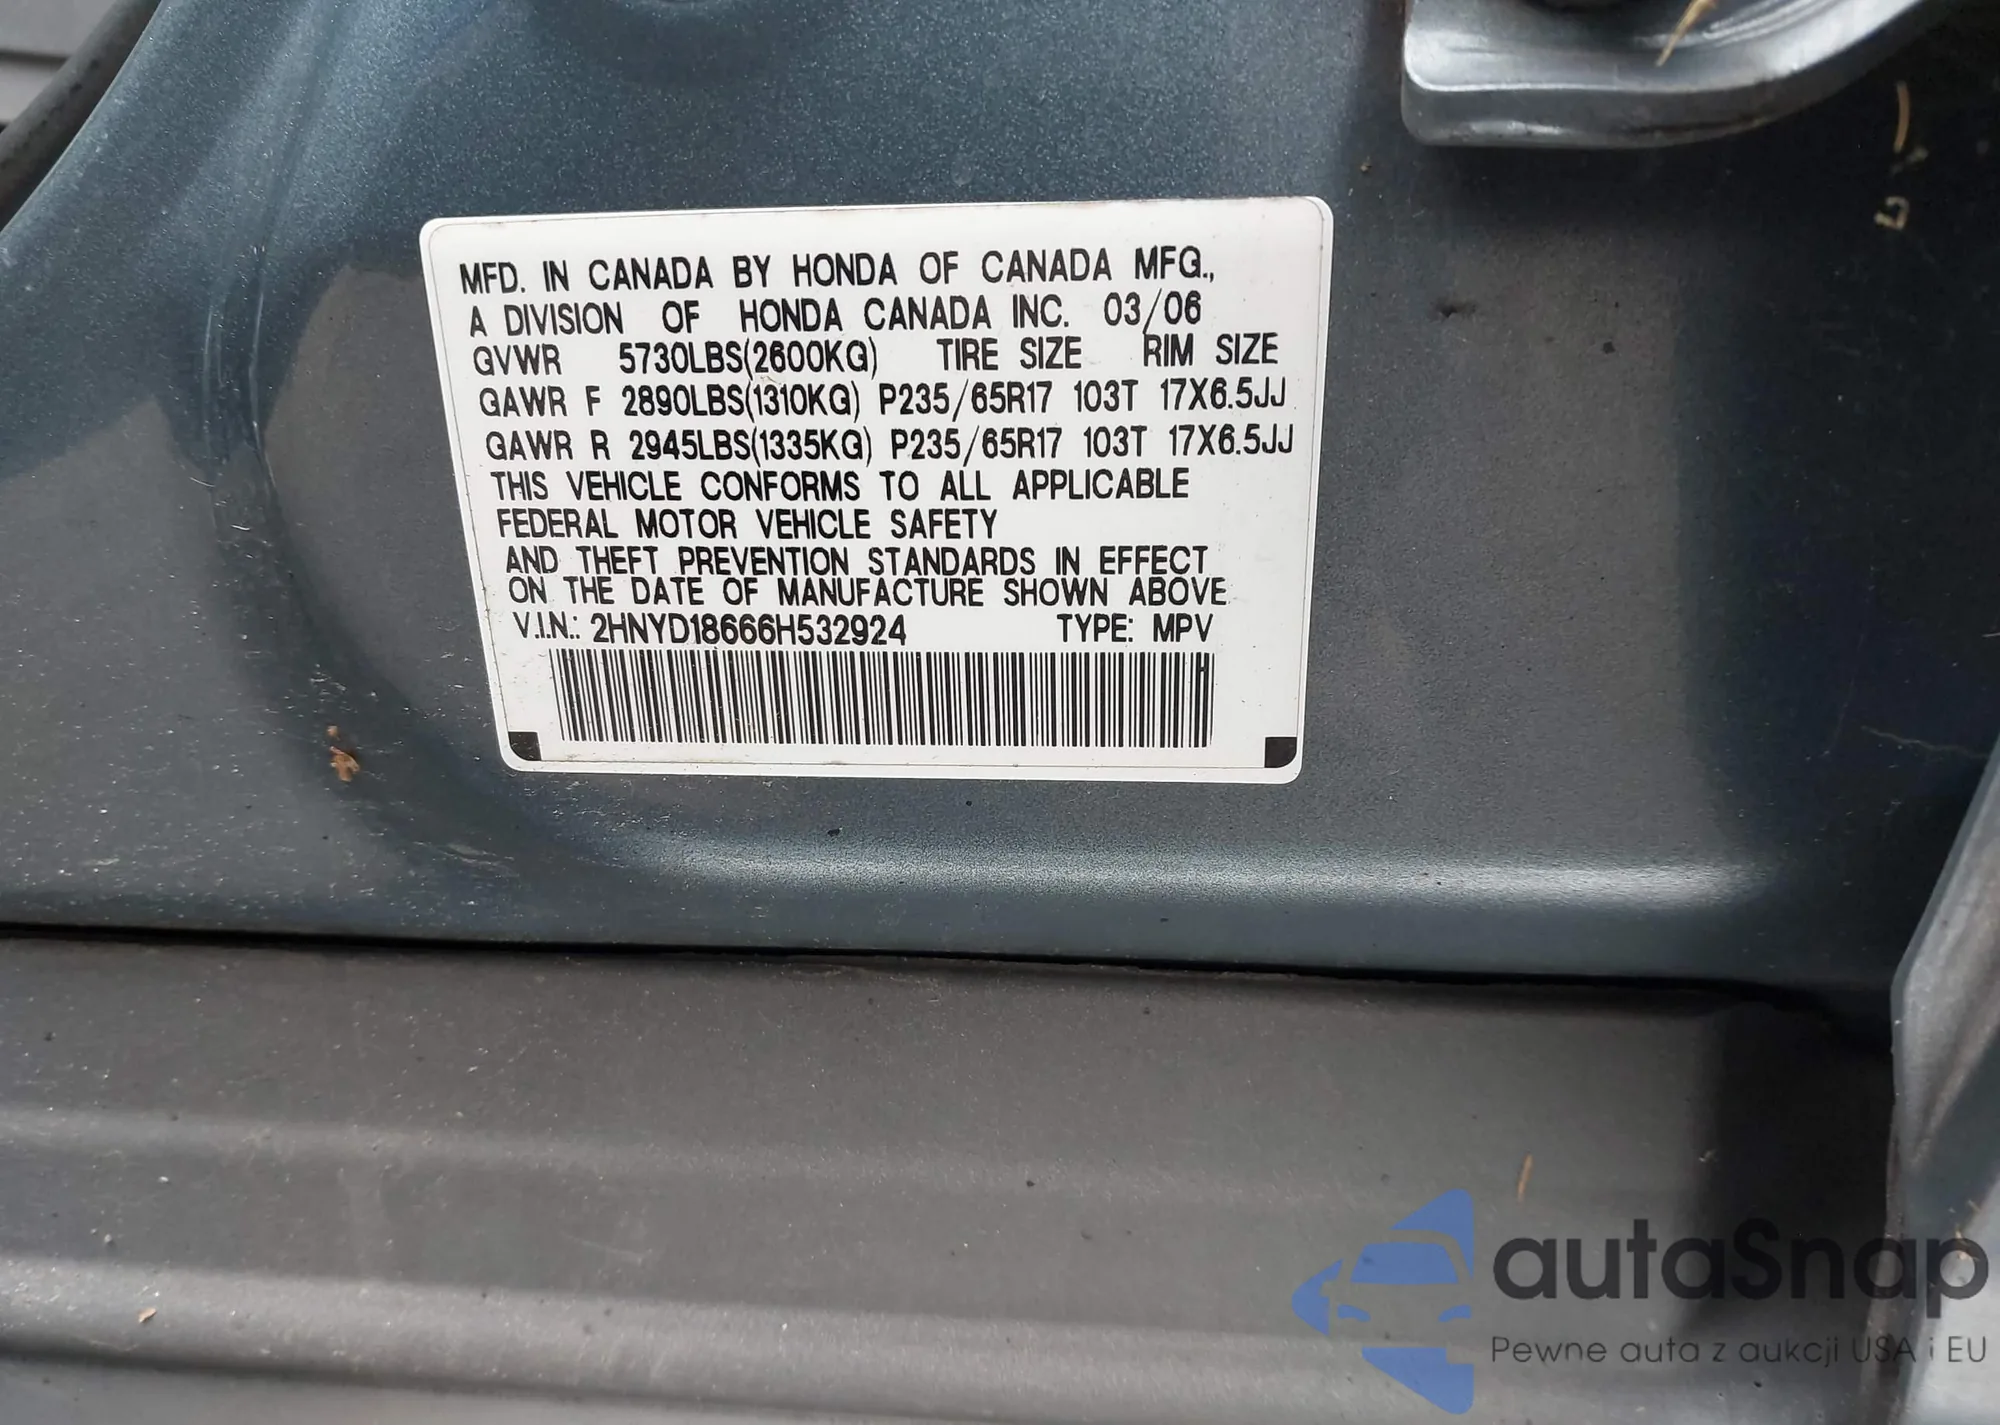 MFD. IN CANADA BY HONDA OF CANADA MFG.,
A DIVISION OF HONDA CANADA INC. 03/06
GVWR 5730LBS(2600KG) TIRE SIZE RIM SIZE
GAWR F 2890LBS(1310KG) P235/65R17 103T 17X6.5JJ
GAWR R 2945LBS(1335KG) P235/65R17 103T 17X6.5JJ
THIS VEHICLE CONFORMS TO ALL APPLICABLE
FEDERAL MOTOR VEHICLE SAFETY
AND THEFT PREVENTION STANDARDS IN EFFECT
ON THE DATE OF MANUFACTURE SHOWN ABOVE
V.I.N.: 2HNYD18666H532924 TYPE: MPV
autaSnap
Pewne auta z aukcji USA i EU